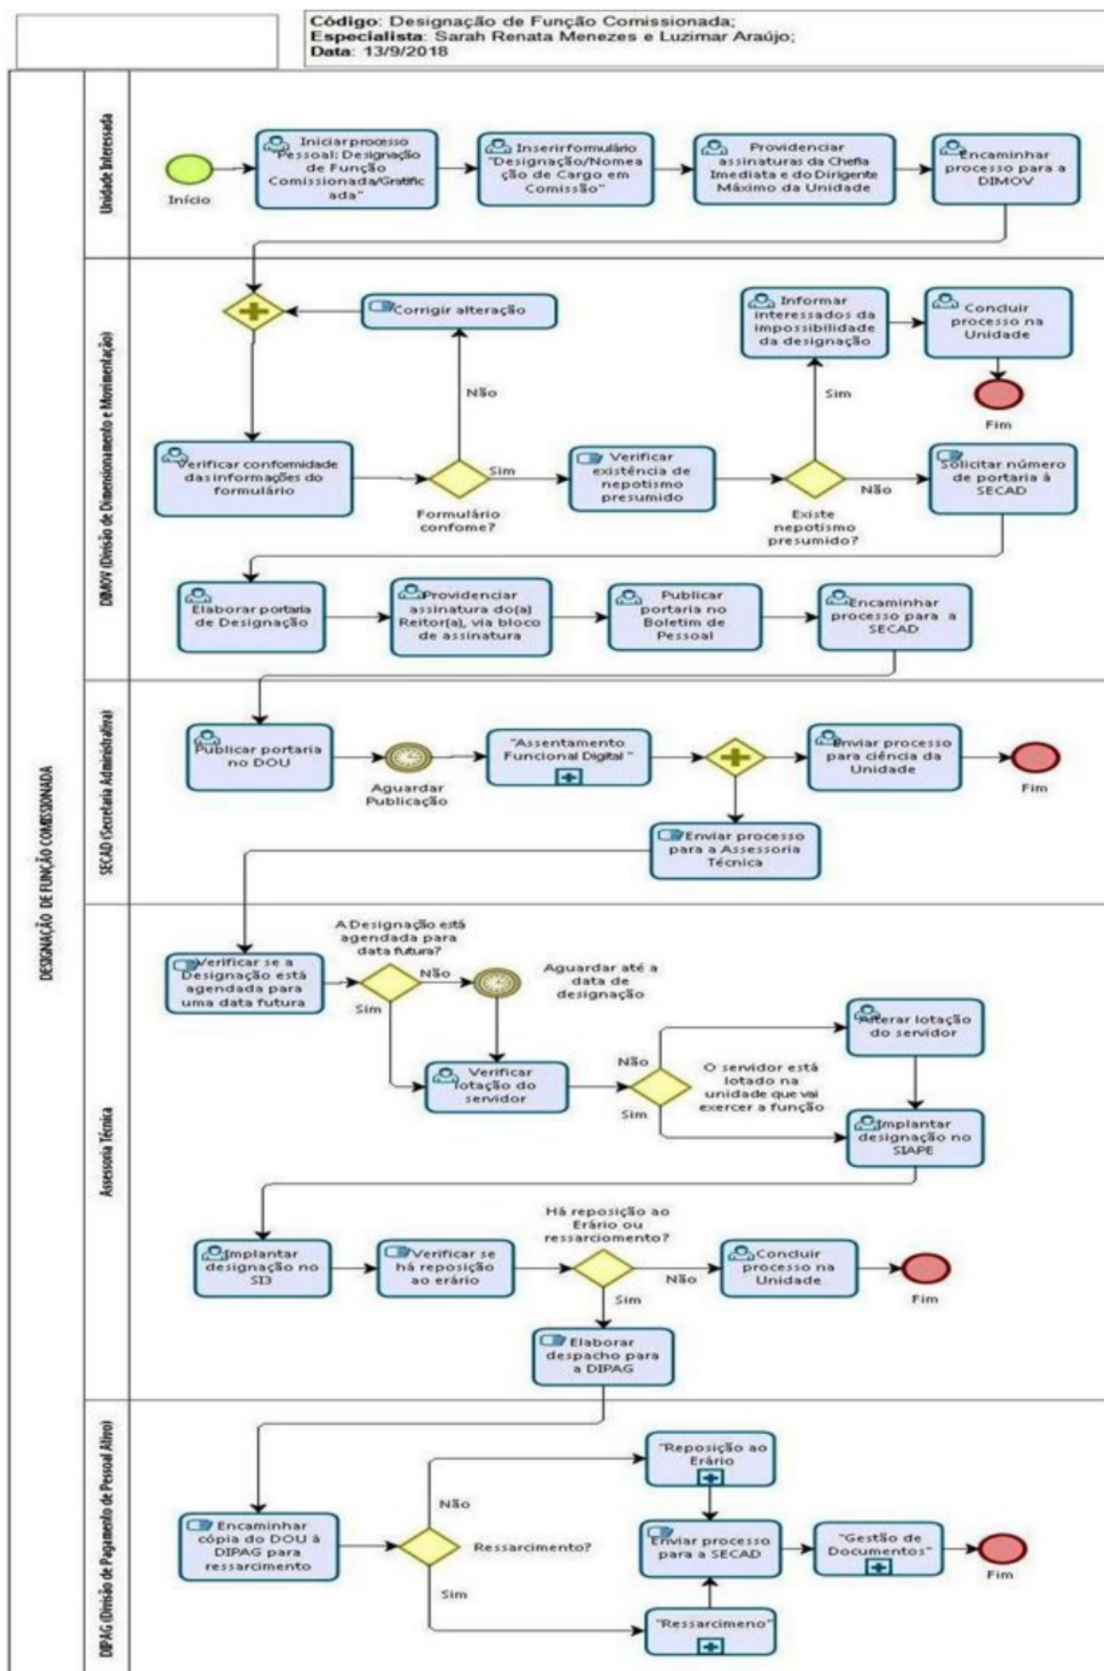 Código: Designação de Função Comissionada;
Especialista: Sarah Renata Menezes e Luzimar Araújo;
Data: 13/9/2018
DESIGNAÇÃO DE FUNÇÃO COMISSIONADA
Unidade Interessada
Início
Iniciar processo
"Pessoal: Designação
de Função
Comissionada/Gratific
ada"
Inserir formulário
"Designação/Nomea
ção de Cargo em
Comissão"
Providenciar
assinaturas da Chefia
Imediata e do Dirigente
Máximo da Unidade
Encaminhar
processo para a
DIMOV
DIMOV (Divisão de Dimensionamento e Movimentação)
Corrigir alteração
Não
Informar
interessados da
impossibilidade
da designação
Concluir
processo na
Unidade
Sim
Fim
Verificar conformidade
das informações do
formulário
Sim
Formulário
confome?
Verificar
existência de
nepotismo
presumido
Não
Existe
nepotismo
presumido?
Solicitar número
de portaria à
SECAD
Elaborar portaria
de Designação
Providenciar
assinatura do(a)
Reitor(a), via bloco
de assinatura
Publicar
portaria no
Boletim de
Pessoal
Encaminhar
processo para a
SECAD
SECAD (Secretaria Administrativa)
Publicar portaria
no DOU
Aguardar
Publicação
"Assentamento
Funcional Digital "
Enviar processo
para ciência da
Unidade
Fim
Enviar processo
para a Assessoria
Técnica
Assessoria Técnica
Verificar se a
Designação está
agendada para
uma data futura
A Designação está
agendada para
data futura?
Não
Sim
Aguardar até a
data de
designação
Verificar
lotação do
servidor
Não
Sim
O servidor está
lotado na
unidade que vai
exercer a função
Alterar lotação
do servidor
Implantar
designação no
SIAPE
Implantar
designação no
SI3
Verificar se
há reposição
ao erário
Há reposição ao
Erário ou
ressarciomento?
Não
Sim
Concluir
processo na
Unidade
Fim
Elaborar
despacho para
a DIPAG
DIPAG (Divisão de Pagamento de Pessoal Ativo)
Encaminhar
cópia do DOU à
DIPAG para
ressarcimento
Não
Ressarcimento?
Sim
"Reposição ao
Erário
Enviar processo
para a SECAD
"Ressarcimeno"
"Gestão de
Documentos"
Fim